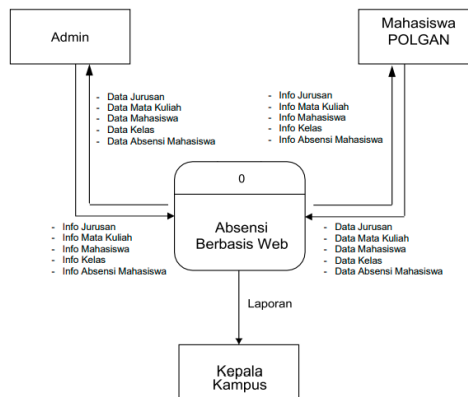 Admin
Mahasiswa
POLGAN
- Data Jurusan
- Data Mata Kuliah
- Data Mahasiswa
- Data Kelas
- Data Absensi Mahasiswa
- Info Jurusan
- Info Mata Kuliah
- Info Mahasiswa
- Info Kelas
- Info Absensi Mahasiswa
0
Absensi
Berbasis Web
- Info Jurusan
- Info Mata Kuliah
- Info Mahasiswa
- Info Kelas
- Info Absensi Mahasiswa
- Data Jurusan
- Data Mata Kuliah
- Data Mahasiswa
- Data Kelas
- Data Absensi Mahasiswa
Laporan
Kepala
Kampus